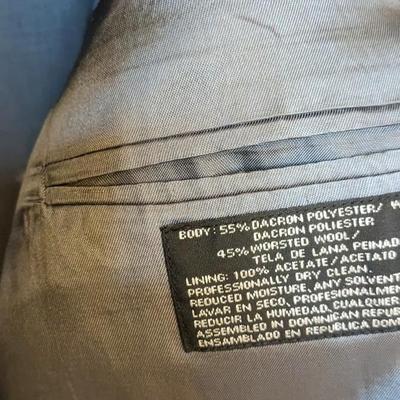 BODY: 55% DACRON POLYESTER/
DACRON POLIESTER
45% WORSTED WOOL/
TELA DE LANA PEINAD
LINING: 100% ACETATE/ACETATO
PROFESSIONALLY DRY CLEAN,
REDUCED MOISTURE, ANY SOLVENT
LAVAR EN SECO, PROFESIONALMEN
REDUCIR LA HUMEDAD, CUALQUIER
ASSEMBLED IN DOMINICAN REPUB
ENSAMBLADO EN REPUBLICA DOM